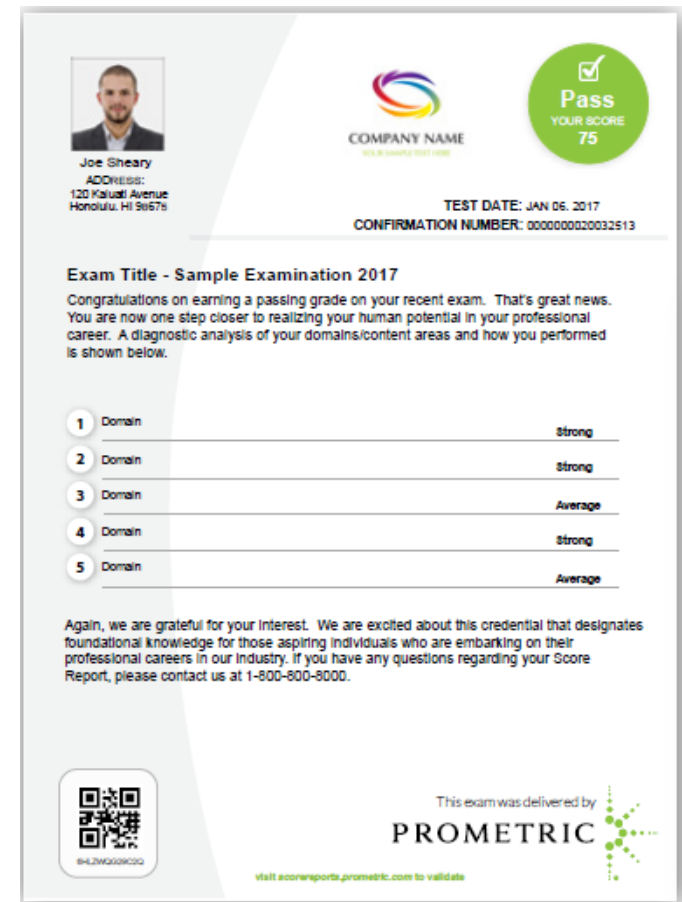 Pass
YOUR SCORE
75
COMPANY NAME
YOUR SAMPLE TEXT HERE
Joe Sheary
ADDRESS:
120 Avenue
Honolulu, HI
TEST DATE: JAN 06. 2017
CONFIRMATION NUMBER: 0000000020032513
Exam Title - Sample Examination 2017
Congratulations on earning a passing grade on your recent exam. That's great news.
You are now one step closer to realizing your human potential in your professional
career. A diagnostic analysis of your domains/content areas and how you performed
is shown below.
1 Domain Strong
2 Domain Strong
3 Domain Average
4 Domain Strong
5 Domain Average
Again, we are grateful for your interest. We are excited about this credential that designates
foundational knowledge for those aspiring individuals who are embarking on their
professional careers in our industry. If you have any questions regarding your Score
Report, please contact us at 1-800-800-8000.
This exam was delivered by
PROMETRIC
visit scorereports.prometric.com to validate